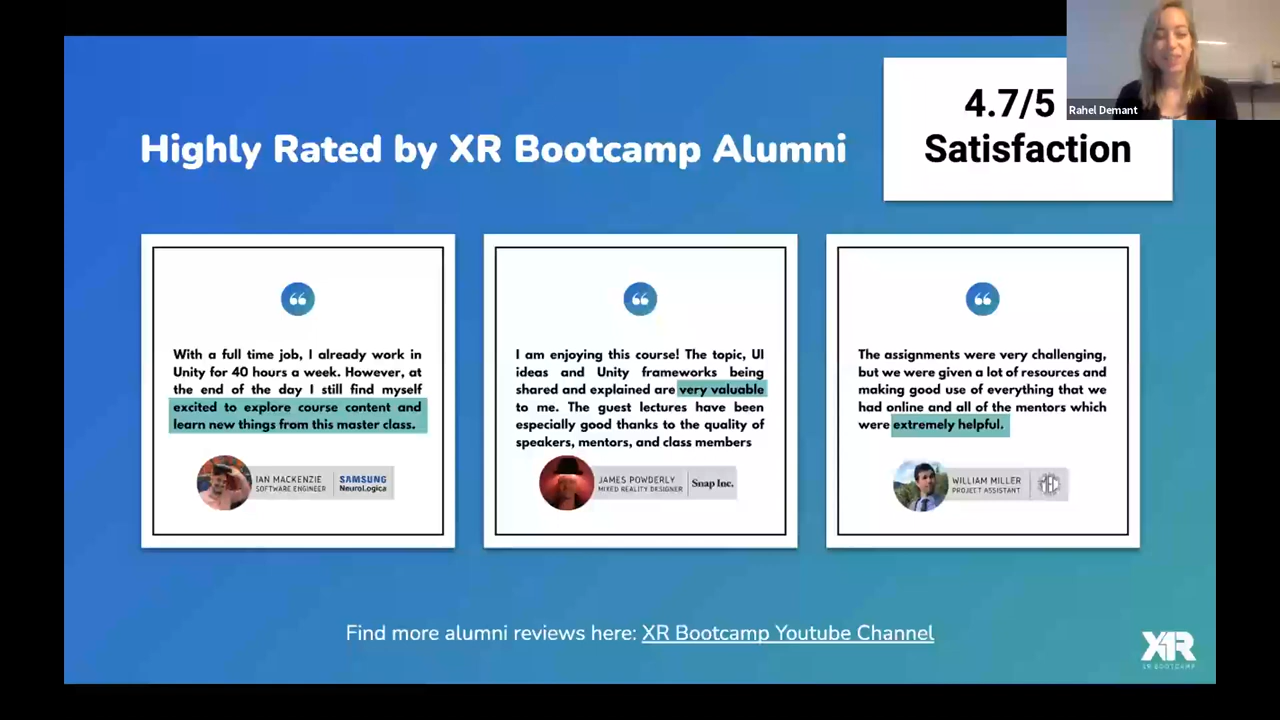 4.7/5
Satisfaction
Rahel Demant
Highly Rated by XR Bootcamp Alumni
With a full time job, I already work in
Unity for 40 hours a week. However, at
the end of the day I still find myself
excited to explore course content and
learn new things from this master class.
IAN MACKENZIE
SOFTWARE ENGINEER
SAMSUNG
NeuroLogica
I am enjoying this course! The topic, UI
ideas and Unity frameworks being
shared and explained are very valuable
to me. The guest lectures have been
especially good thanks to the quality of
speakers, mentors, and class members
JAMES POWDERLY
MIXED REALITY DESIGNER
Snap Inc.
The assignments were very challenging,
but we were given a lot of resources and
making good use of everything that we
had online and all of the mentors which
were extremely helpful.
WILLIAM MILLER
PROJECT ASSISTANT
Find more alumni reviews here: XR Bootcamp Youtube Channel
XR
XR BOOTCAMP